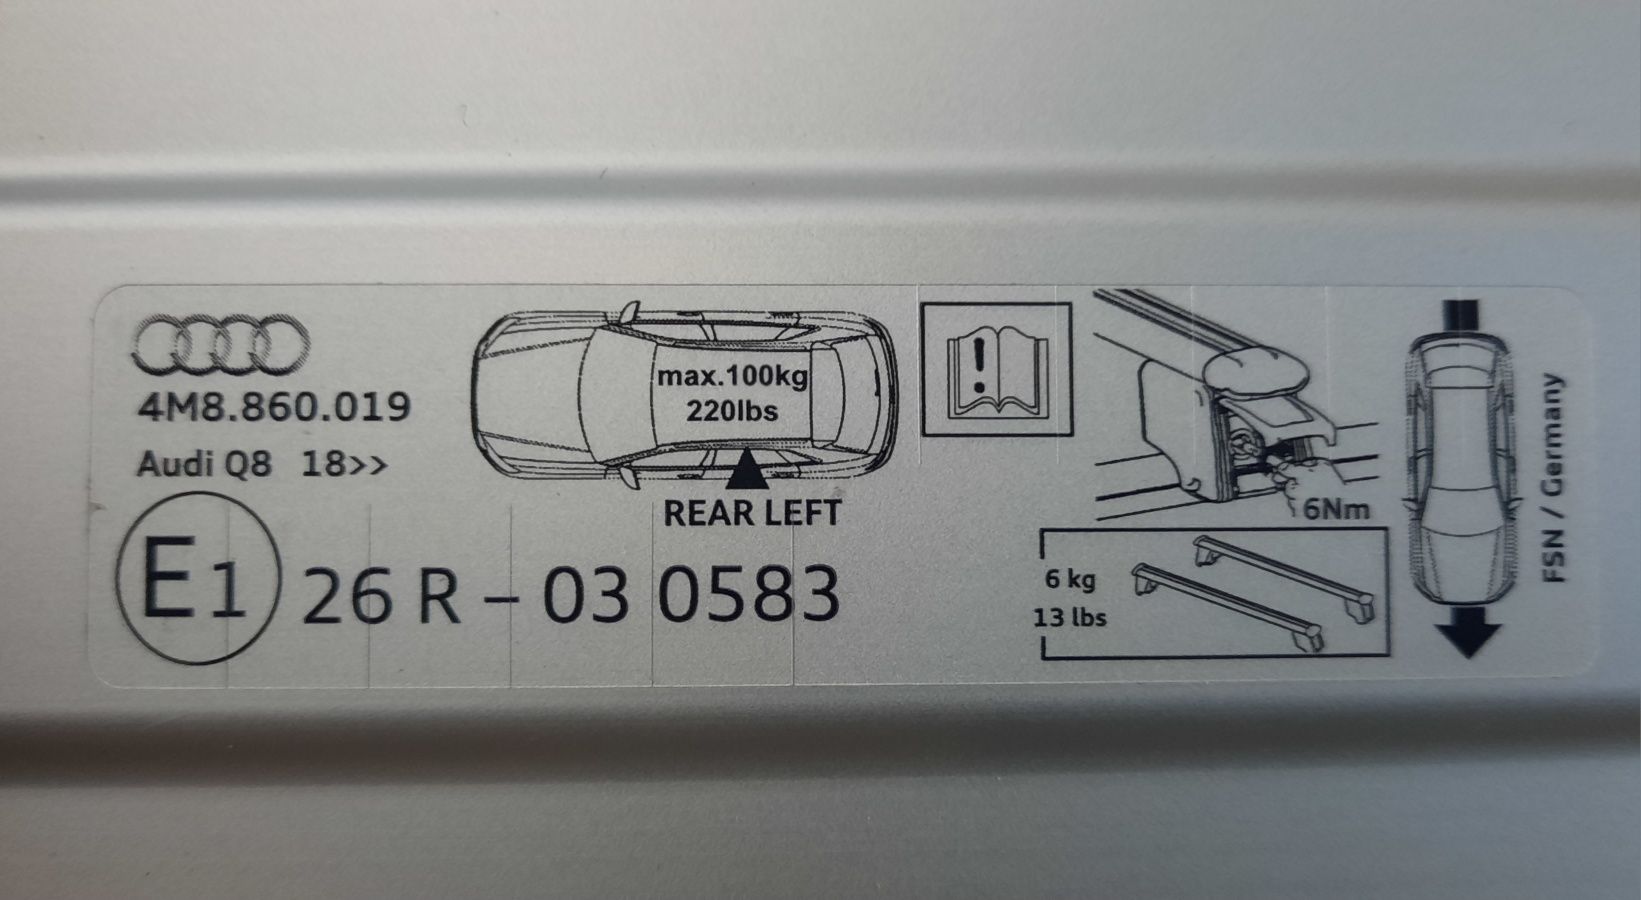 4M8.860.019
Audi Q8 18>>
E1 26 R – 03 0583
max.100kg
220lbs
REAR LEFT
!
6Nm
6 kg
13 lbs
FSN / Germany